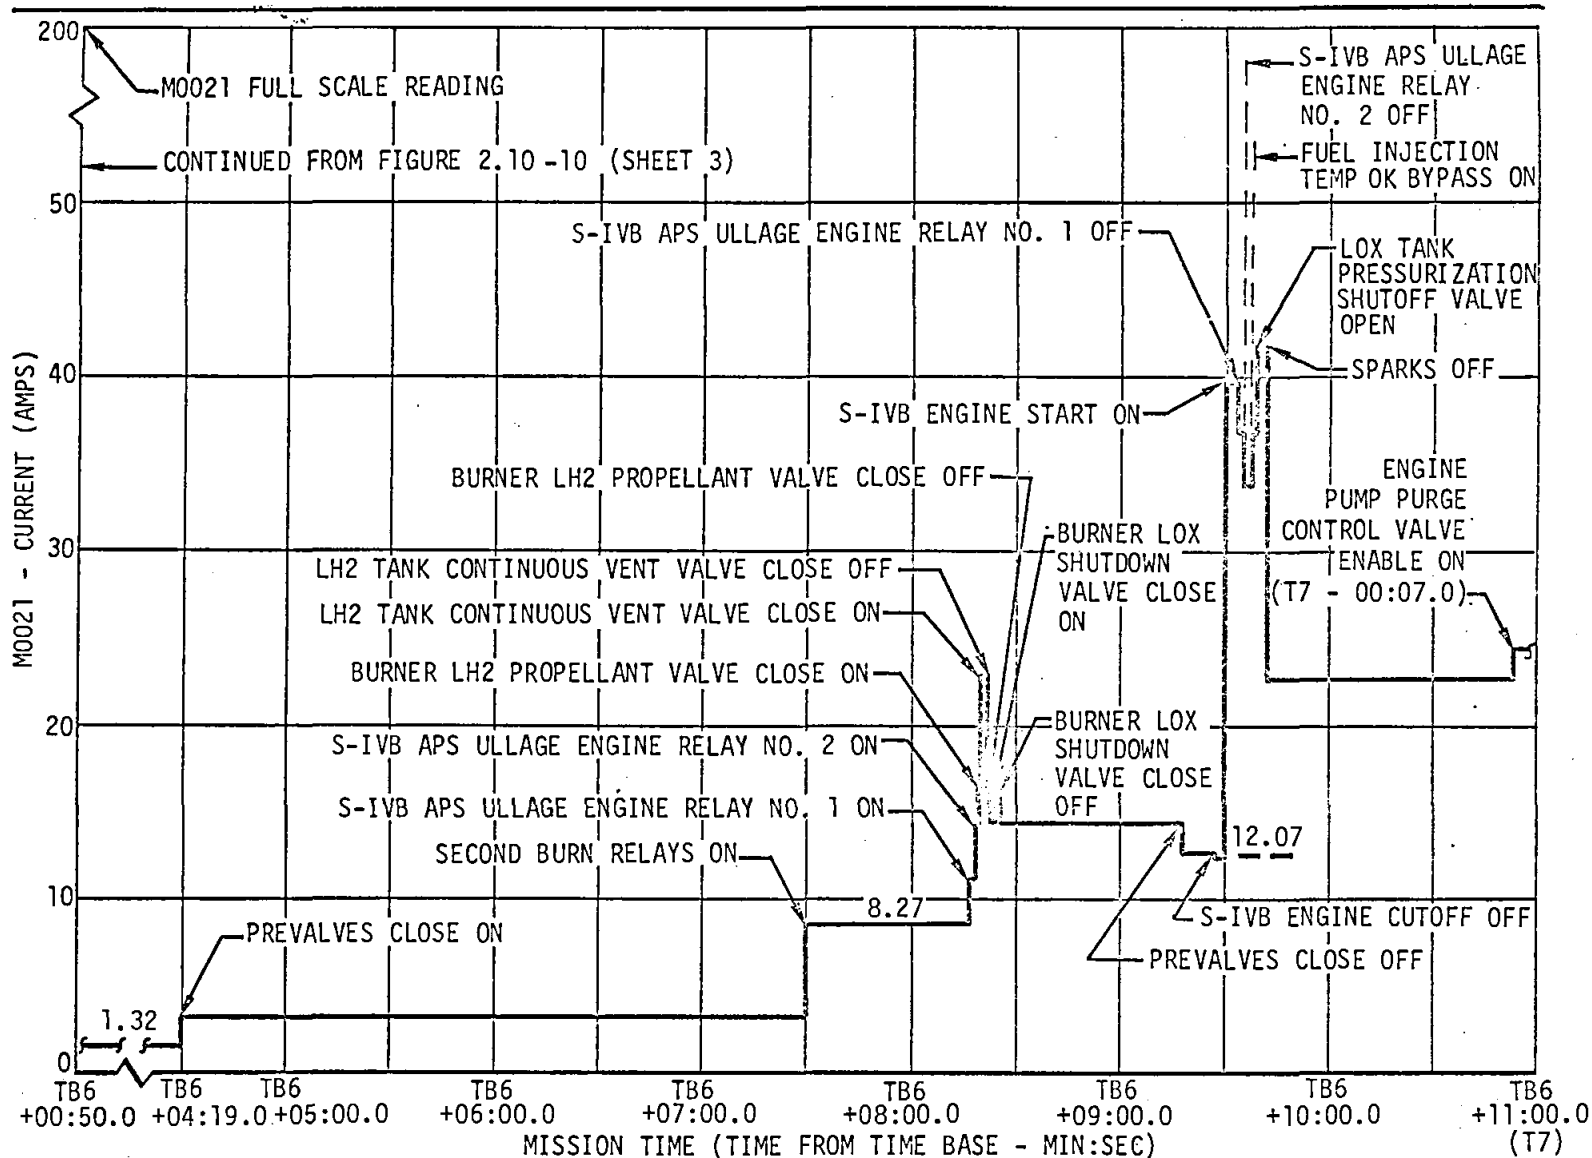 200
M0021 FULL SCALE READING
CONTINUED FROM FIGURE 2.10-10 (SHEET 3)
S-IVB APS ULLAGE
ENGINE RELAY
NO. 2 OFF
FUEL INJECTION
TEMP OK BYPASS ON
50
S-IVB APS ULLAGE ENGINE RELAY NO. 1 OFF
LOX TANK
PRESSURIZATION
SHUTOFF VALVE
OPEN
40
SPARKS OFF
S-IVB ENGINE START ON
BURNER LH2 PROPELLANT VALVE CLOSE OFF
ENGINE
PUMP PURGE
CONTROL VALVE
ENABLE ON
(T7 - 00:07.0)
BURNER LOX
SHUTDOWN
VALVE CLOSE
ON
30
LH2 TANK CONTINUOUS VENT VALVE CLOSE OFF
LH2 TANK CONTINUOUS VENT VALVE CLOSE ON
BURNER LH2 PROPELLANT VALVE CLOSE ON
20
S-IVB APS ULLAGE ENGINE RELAY NO. 2 ON
BURNER LOX
SHUTDOWN
VALVE CLOSE
OFF
S-IVB APS ULLAGE ENGINE RELAY NO. 1 ON
SECOND BURN RELAYS ON
12.07
10
8.27
S-IVB ENGINE CUTOFF OFF
PREVALVES CLOSE ON
PREVALVES CLOSE OFF
1.32
0
M0021 - CURRENT (AMPS)
TB6 TB6 TB6 TB6 TB6 TB6 TB6 TB6 TB6
+00:50.0 +04:19.0 +05:00.0 +06:00.0 +07:00.0 +08:00.0 +09:00.0 +10:00.0 +11:00.0
MISSION TIME (TIME FROM TIME BASE - MIN:SEC)
(T7)